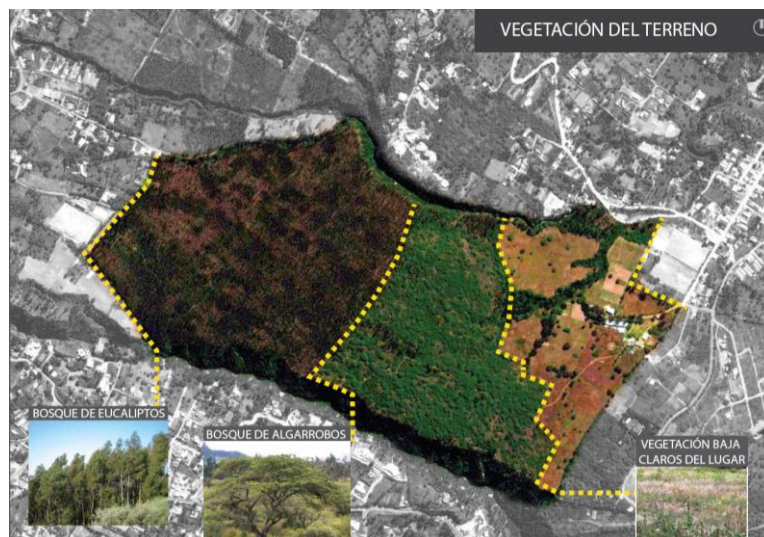 VEGETACIÓN DEL TERRENO
BOSQUE DE EUCALIPTOS
BOSQUE DE ALGARROBOS
VEGETACIÓN BAJA
CLAROS DEL LUGAR